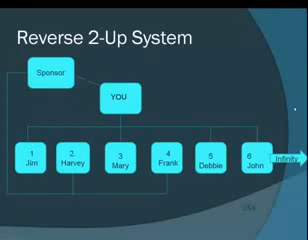 Reverse 2-Up System
Sponsor
YOU
1
Jim
2.
Harvey
3
Mary
4
Frank
5
Debbie
6
John
Infinity